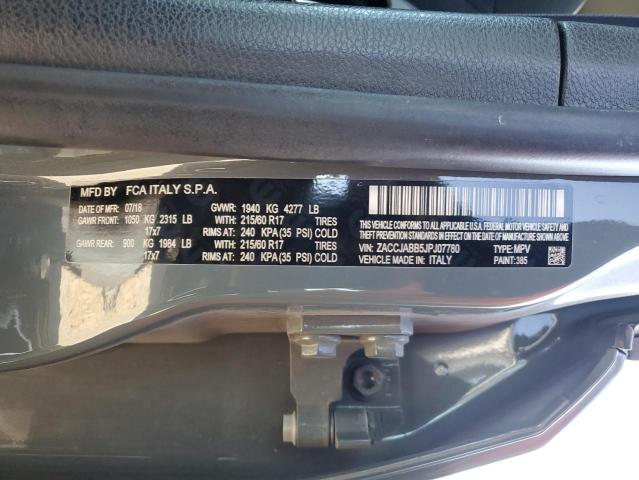 MFD BY FCA ITALY S.P.A.
DATE OF MFR: 07/18 GVWR: 1940 KG 4277 LB
GAWR FRONT: 1050 KG 2315 LB WITH: 215/60 R17 TIRES
17x7 RIMS AT: 240 KPA (35 PSI) COLD
GAWR REAR: 900 KG 1984 LB WITH: 215/60 R17 TIRES
17x7 RIMS AT: 240 KPA (35 PSI) COLD
THIS VEHICLE CONFORMS TO ALL APPLICABLE
U.S.A. FEDERAL MOTOR VEHICLE SAFETY, BUMPER
AND THEFT PREVENTION STANDARDS IN EFFECT
ON THE DATE OF MANUFACTURE SHOWN ABOVE.
VIN: ZACCJABB5JPJ07780 TYPE: MPV
VEHICLE MADE IN: ITALY PAINT: 385